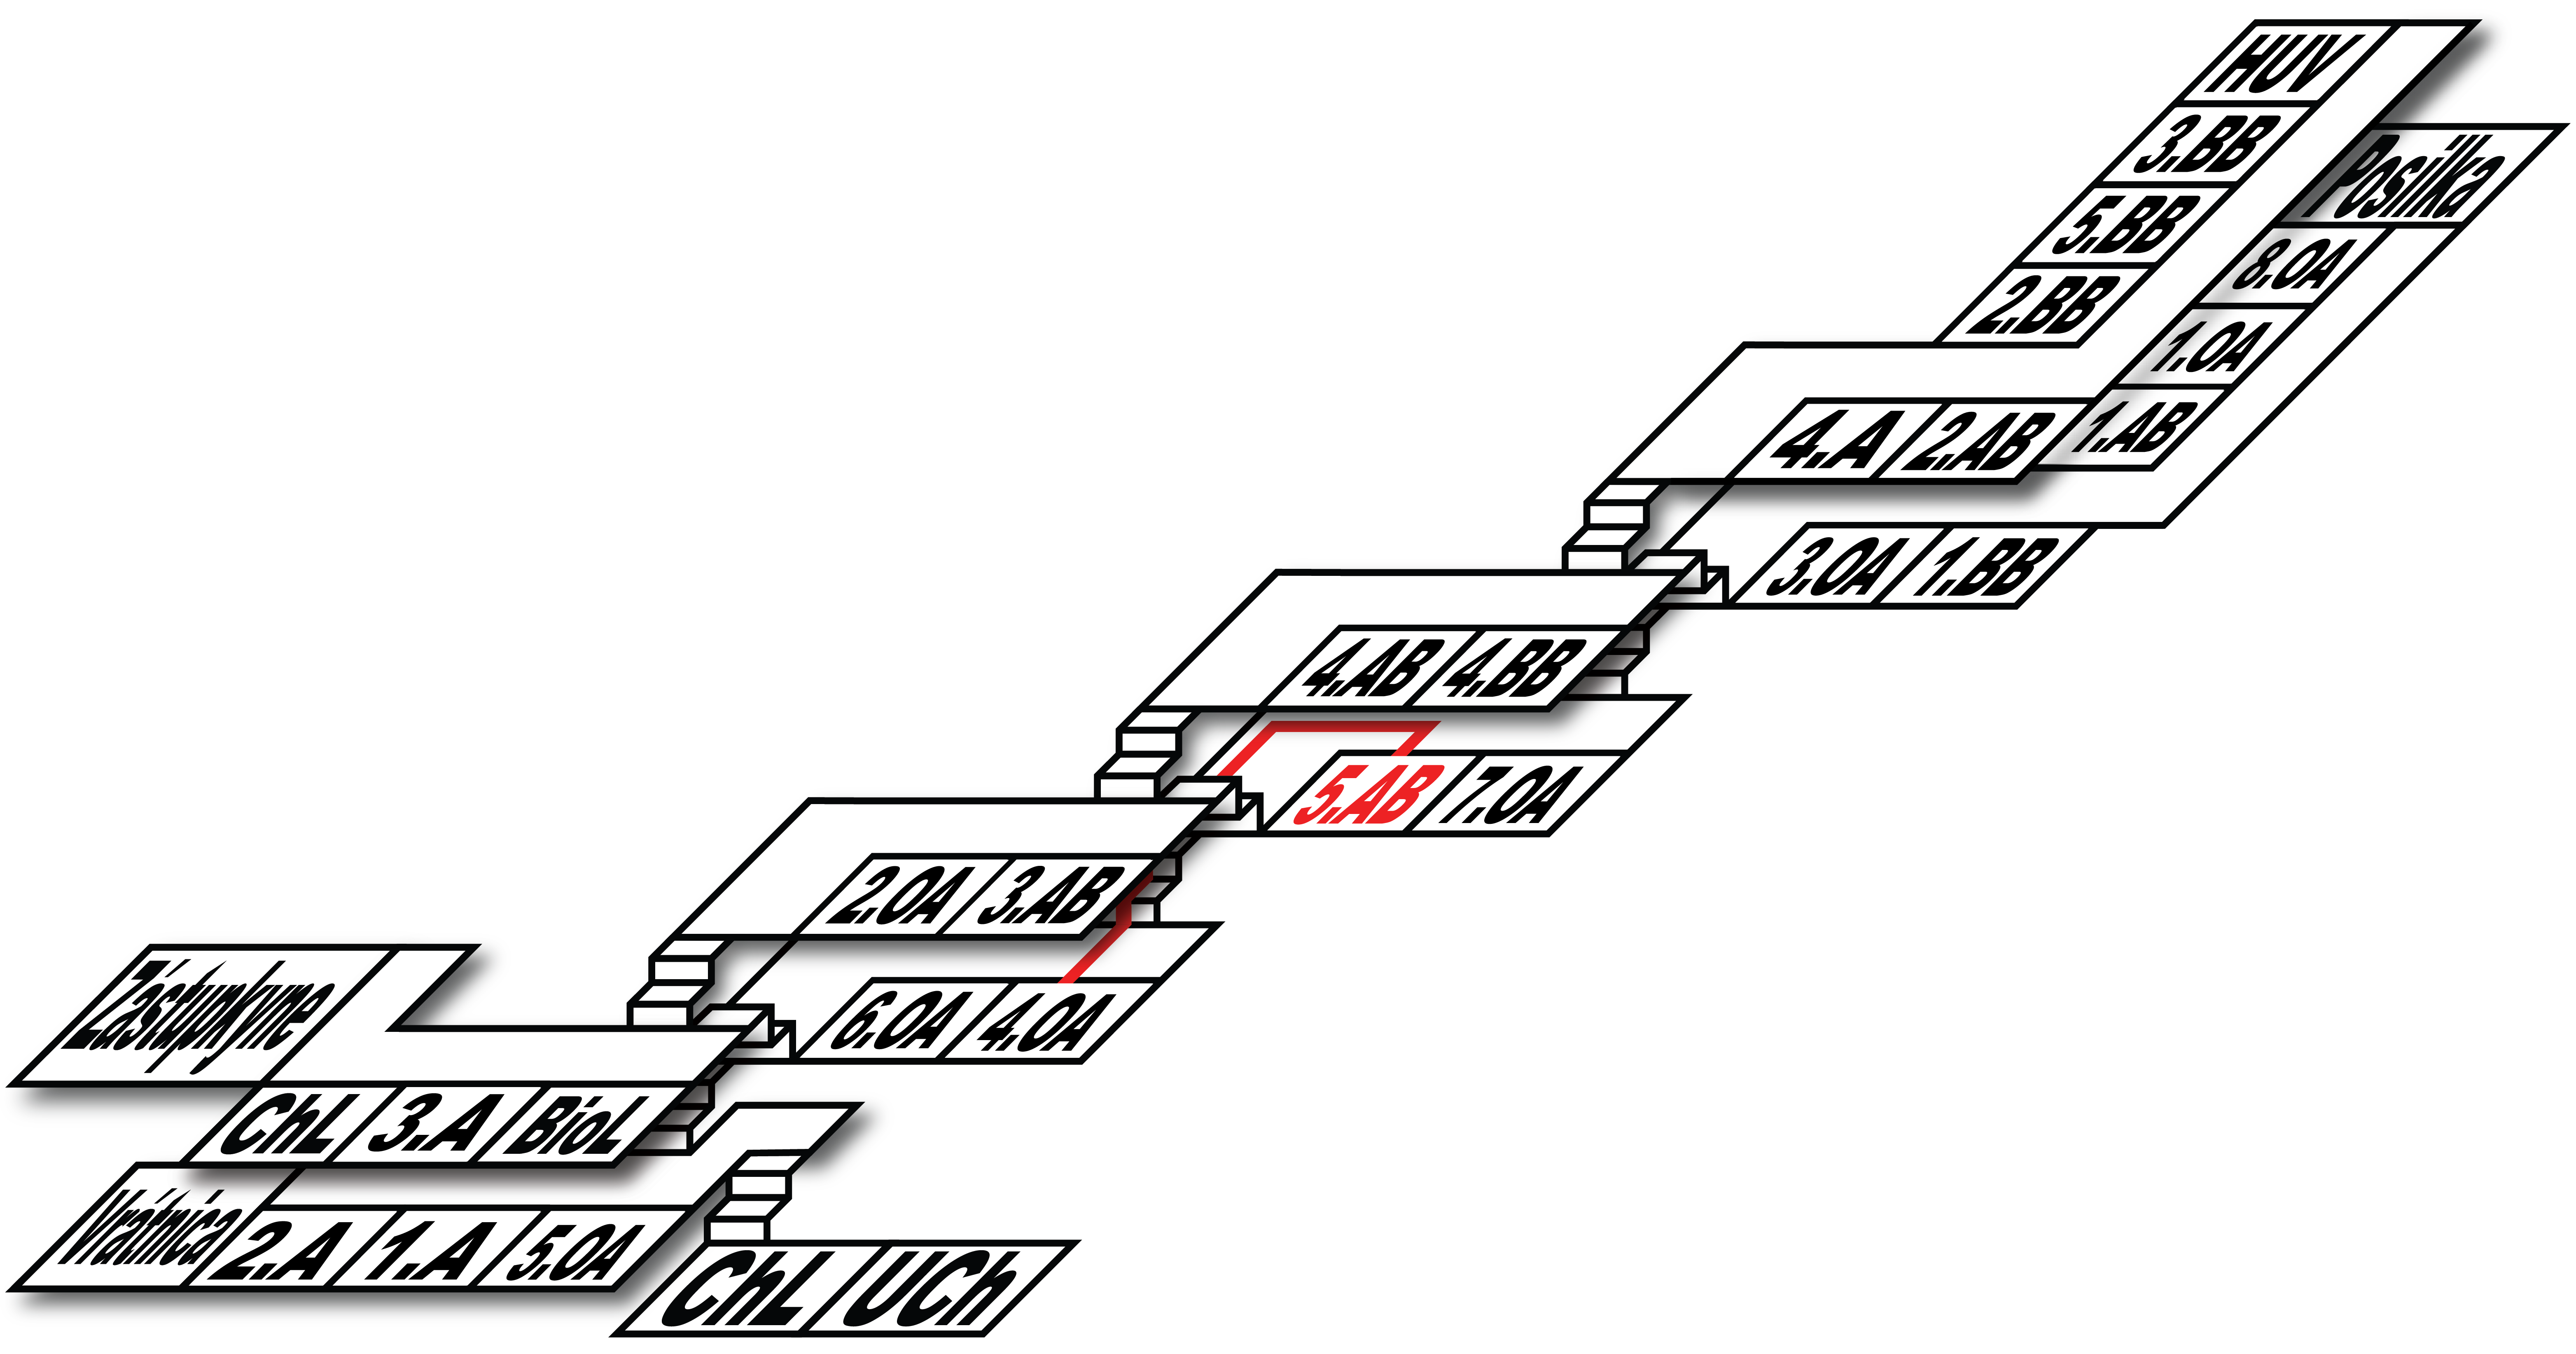 HUV
3.BB
5.BB
2.BB
Posilka
8.OA
1.OA
1.AB
4.A 2.AB
3.OA 1.BB
4.AB 4.BB
5.AB 7.OA
2.OA 3.AB
6.OA 4.OA
Zástupkyne
ChL 3.A BioL
Vrátnica
2.A 1.A 5.OA
ChL UCh